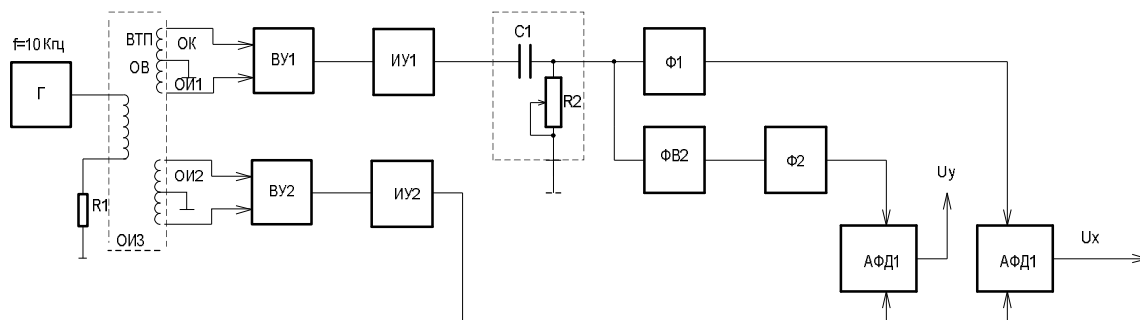 f=10 Кгц
Г
R1
ВТП
ОВ
ОК
ОИ1
ОИ2
ОИЗ
ВУ1
ИУ1
ВУ2
ИУ2
C1
R2
Ф1
ФВ2
Ф2
Uy
АФД1
АФД1
Ux